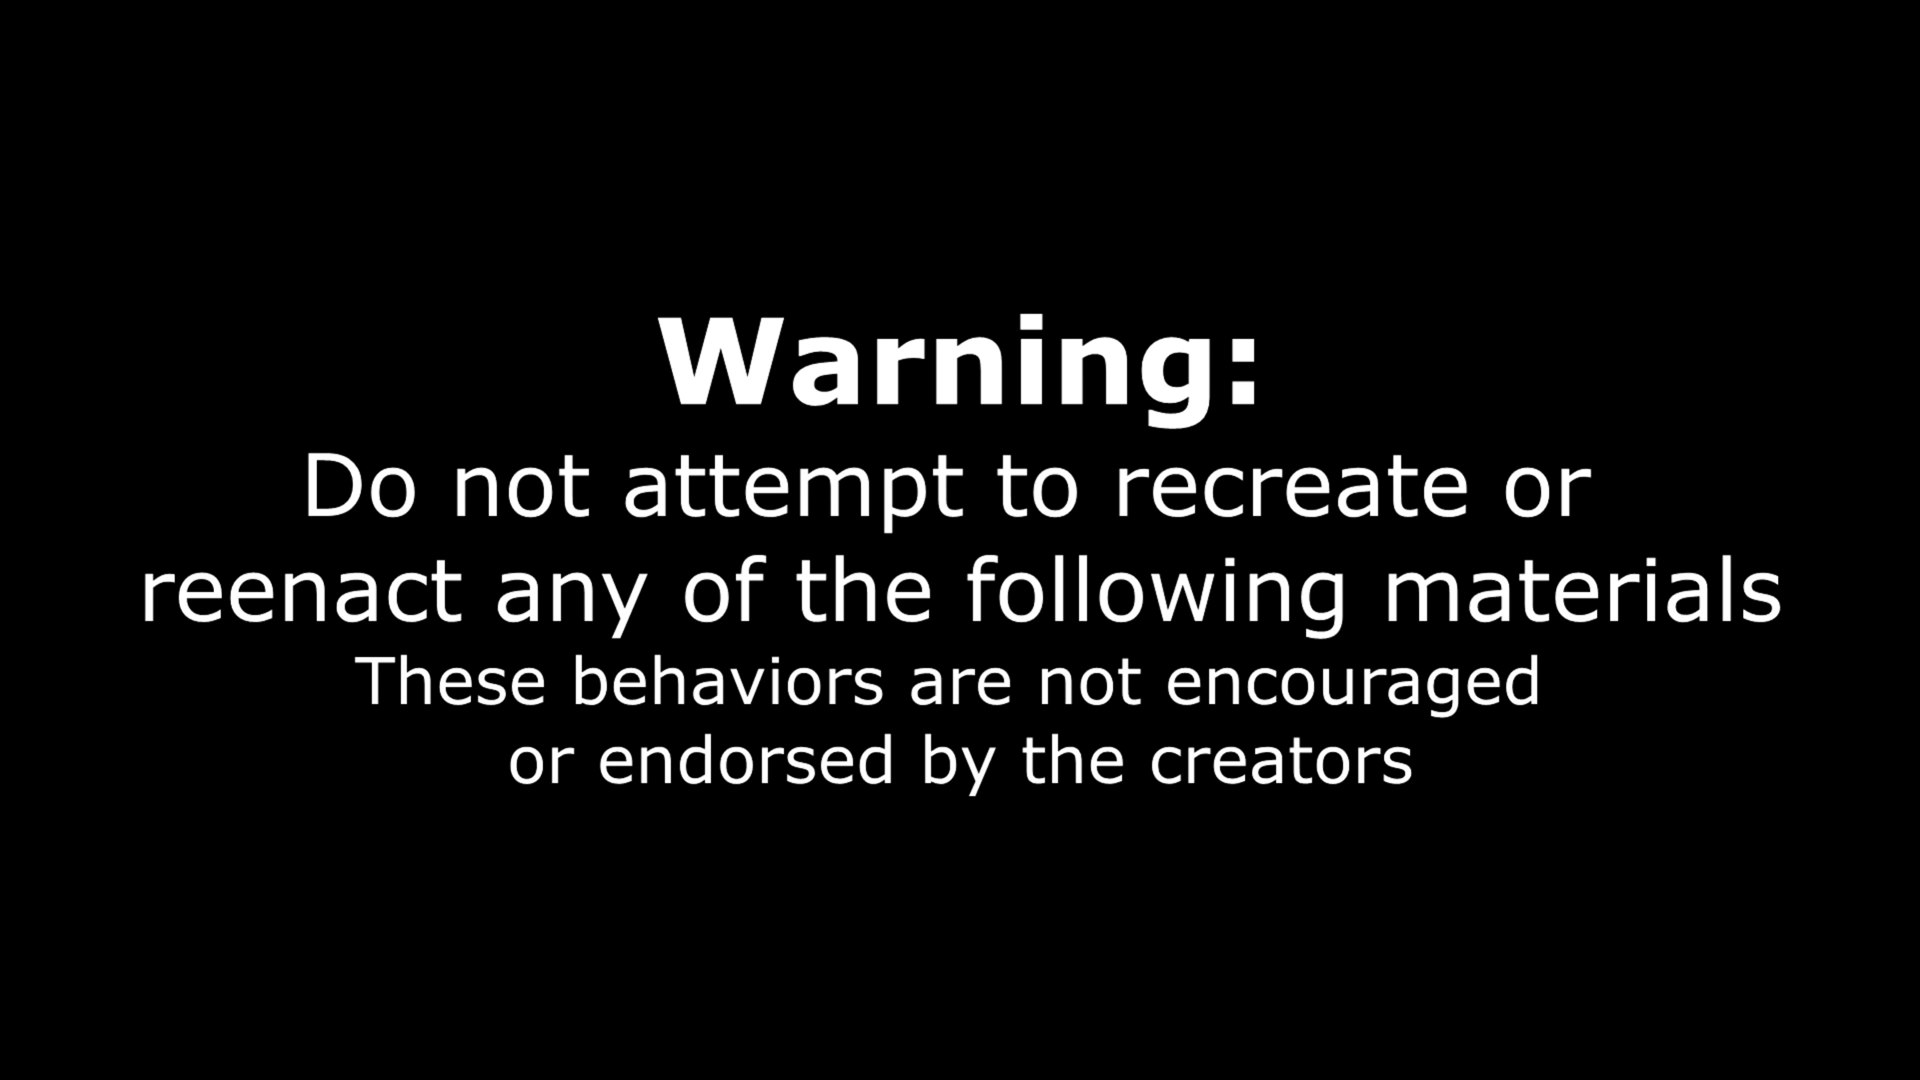 Warning:
Do not attempt to recreate or
reenact any of the following materials
These behaviors are not encouraged
or endorsed by the creators